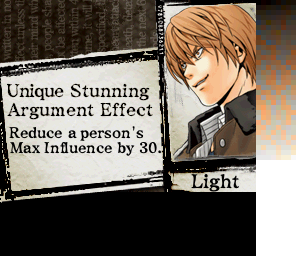 Unique Stunning
Argument Effect
Reduce a person's
Max Influence by 30.
Light